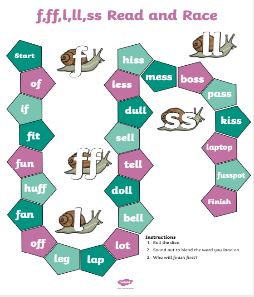 f,ff,l,ll,ss Read and Race
Start
of
if
fit
fun
huff
fan
off
leg
lap
lot
bell
doll
tell
sell
dull
less
hiss
mess
boss
pass
kiss
laptop
fusspot
Finish
f
ff
l
ll
ss
Instructions
1. Roll the dice.
2. Sound out to blend the word you land on.
3. Who will finish first?